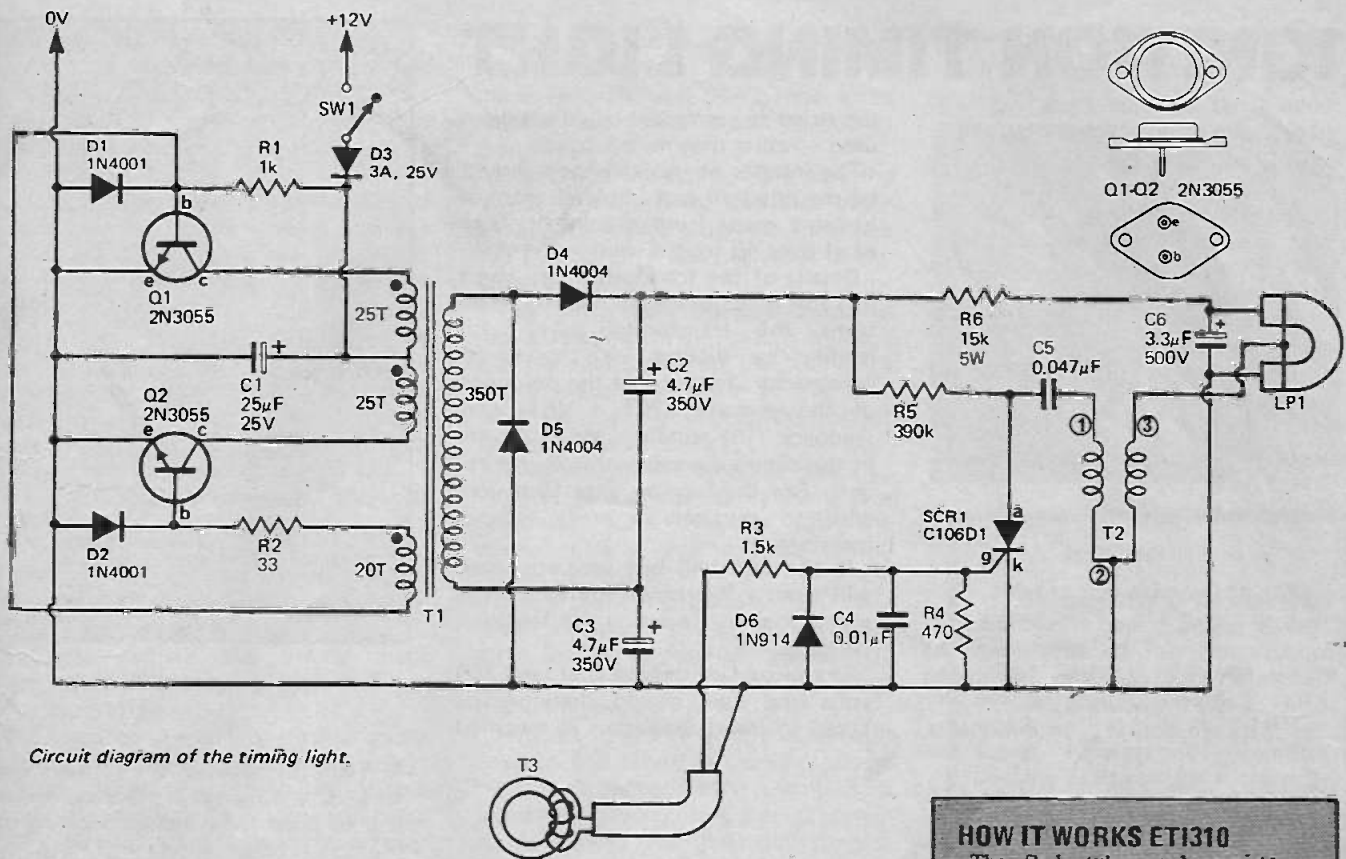 0V
+12V
SW1
D1
1N4001
R1
1k
D3
3A, 25V
b
e
c
Q1
2N3055
25T
C1
25μF
25V
Q2
2N3055
25T
e
c
b
D2
1N4001
R2
33
20T
T1
350T
D4
1N4004
D5
1N4004
C2
4.7μF
350V
C3
4.7μF
350V
R6
15k
5W
R5
390k
C5
0.047μF
C6
3.3μF
500V
LP1
1
3
T2
2
SCR1
C106D1
a
g
k
R3
1.5k
D6
1N914
C4
0.01μF
R4
470
T3
Q1-Q2 2N3055
e
b
Circuit diagram of the timing light.
HOW IT WORKS ETI310